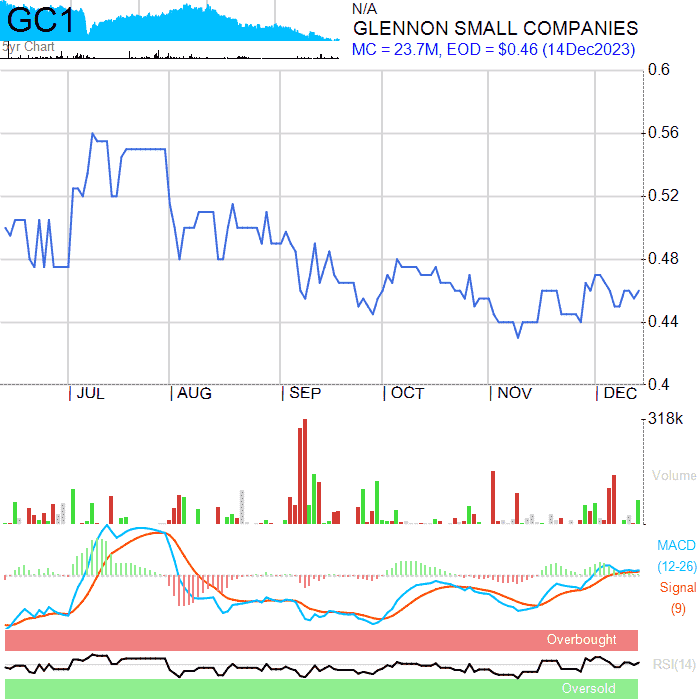 GC1
5yr Chart
N/A
GLENNON SMALL COMPANIES
MC = 23.7M, EOD = $0.46 (14Dec2023)
0.6
0.56
0.52
0.48
0.44
0.4
JUL AUG SEP OCT NOV DEC
318k
Volume
MACD
(12-26)
Signal
(9)
Overbought
RSI(14)
Oversold